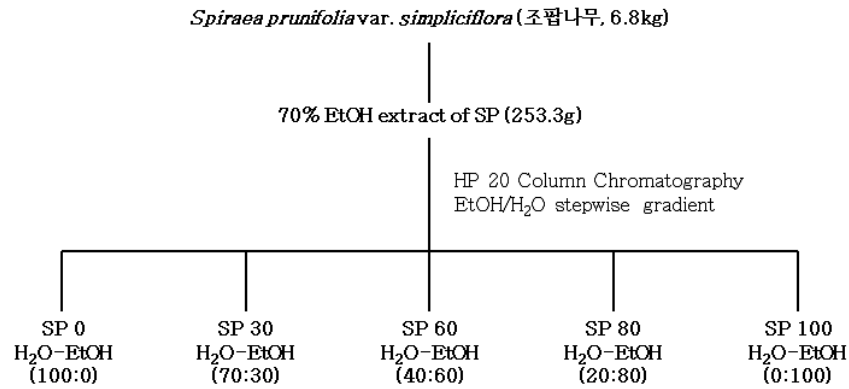 Spiraea prunifolia var. simpliciflora (조팝나무, 6.8kg)
70% EtOH extract of SP (253.3g)
HP 20 Column Chromatography
EtOH/H₂O stepwise gradient
SP 0
H₂O-EtOH
(100:0)
SP 30
H₂O-EtOH
(70:30)
SP 60
H₂O-EtOH
(40:60)
SP 80
H₂O-EtOH
(20:80)
SP 100
H₂O-EtOH
(0:100)